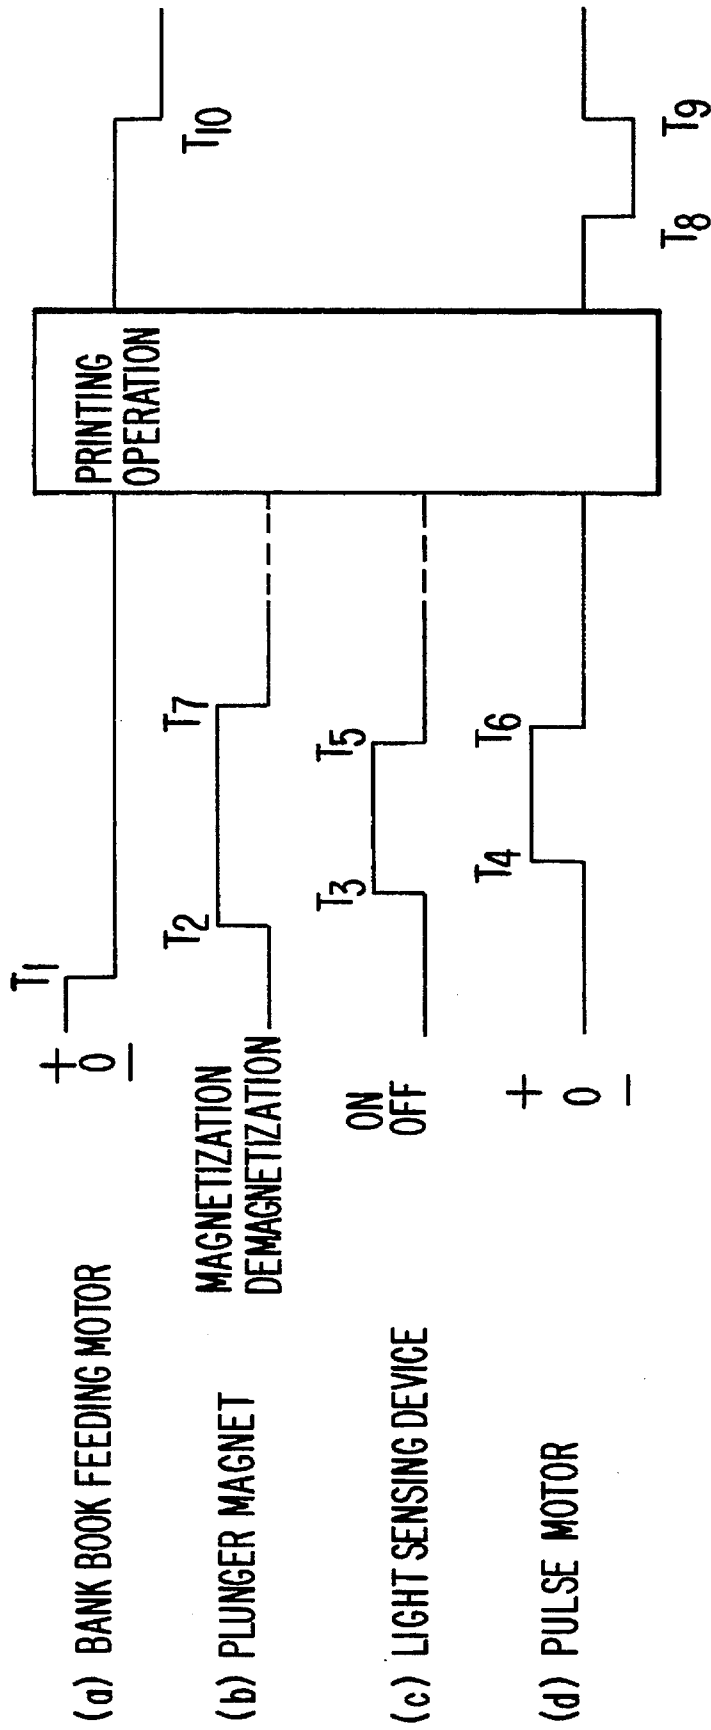 (a) BANK BOOK FEEDING MOTOR
+
0
−
T1
T10
(b) PLUNGER MAGNET
MAGNETIZATION
DEMAGNETIZATION
T2
T7
(c) LIGHT SENSING DEVICE
ON
OFF
T3
T5
(d) PULSE MOTOR
+
0
−
T4
T6
T8
T9
PRINTING
OPERATION